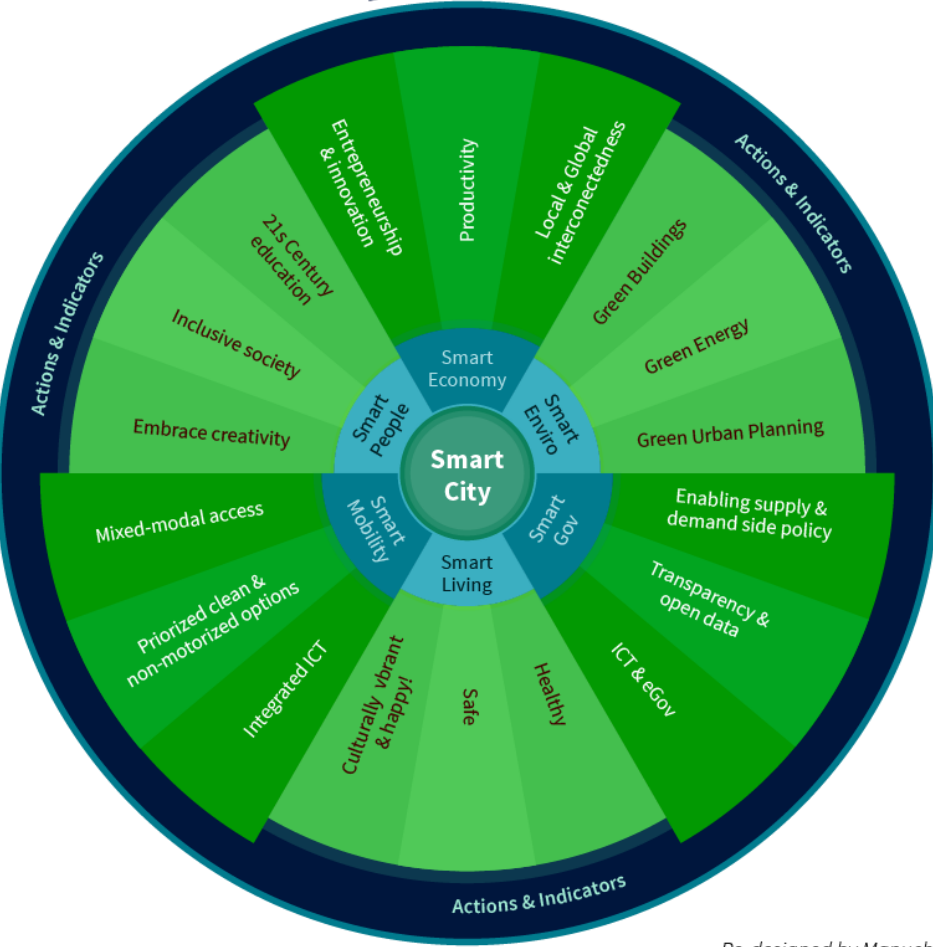 Actions & Indicators
Actions & Indicators
Actions & Indicators
Entrepreneurship
& innovation
Productivity
Local & Global
interconectedness
Green Buildings
Green Energy
Green Urban Planning
Enabling supply &
demand side policy
Transparency &
open data
ICT & eGov
Healthy
Safe
Culturally vbrant
& happy!
Integrated ICT
Priorized clean &
non-motorized options
Mixed-modal access
Embrace creativity
Inclusive society
21s Century
education
Smart
Economy
Smart
Enviro
Smart
Gov
Smart
Living
Smart
Mobility
Smart
People
Smart
City